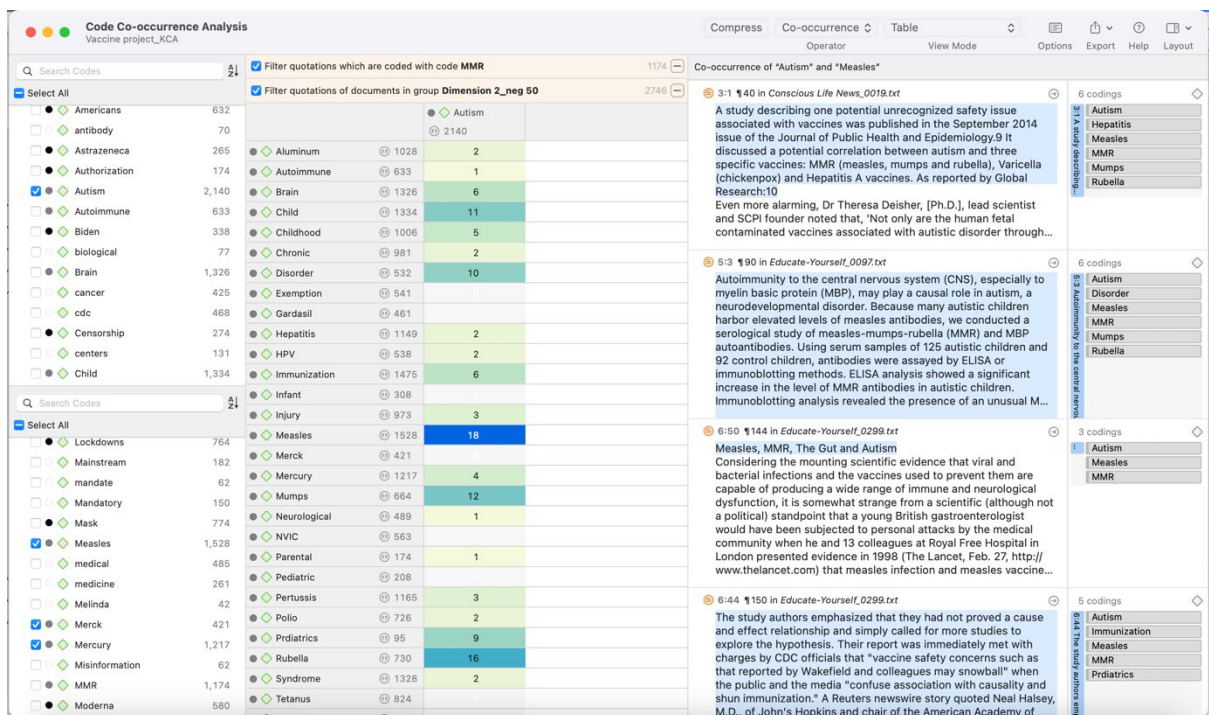 Code Co-occurrence Analysis
Vaccine project_KCA
Compress
Co-occurrence
Table
Operator
View Mode
Options
Export
Help
Layout
Search Codes
Select All
Americans 632
antibody 70
Astrazeneca 265
Authorization 174
Autism 2,140
Autoimmune 633
Biden 338
biological 77
Brain 1,326
cancer 425
cdc 468
Censorship 274
centers 131
Child 1,334
Search Codes
Select All
Lockdowns 764
Mainstream 182
mandate 62
Mandatory 150
Mask 774
Measles 1,528
medical 485
medicine 261
Melinda 42
Merck 421
Mercury 1,217
Misinformation 62
MMR 1,174
Moderna 580
Filter quotations which are coded with code MMR 1174
Filter quotations of documents in group Dimension 2_neg 50 2746
Autism
2140
Aluminum 1028 2
Autoimmune 633 1
Brain 1326 6
Child 1334 11
Childhood 1006 5
Chronic 981 2
Disorder 532 10
Exemption 541
Gardasil 461
Hepatitis 1149 2
HPV 538 2
Immunization 1475 6
Infant 308
Injury 973 3
Measles 1528 18
Merck 421
Mercury 1217 4
Mumps 664 12
Neurological 489 1
NVIC 563
Parental 174 1
Pediatric 208
Pertussis 1165 3
Polio 726 2
Prdiatrics 95 9
Rubella 730 16
Syndrome 1328 2
Tetanus 824
Co-occurrence of "Autism" and "Measles"
3:1 ¶ 40 in Conscious Life News_0019.txt
A study describing one potential unrecognized safety issue
associated with vaccines was published in the September 2014
issue of the Journal of Public Health and Epidemiology.9 It
discussed a potential correlation between autism and three
specific vaccines: MMR (measles, mumps and rubella), Varicella
(chickenpox) and Hepatitis A vaccines. As reported by Global
Research:10
Even more alarming, Dr Theresa Deisher, [Ph.D.], lead scientist
and SCPI founder noted that, 'Not only are the human fetal
contaminated vaccines associated with autistic disorder through...
3:1 A study describing...
6 codings
Autism
Hepatitis
Measles
MMR
Mumps
Rubella
5:3 ¶ 90 in Educate-Yourself_0097.txt
Autoimmunity to the central nervous system (CNS), especially to
myelin basic protein (MBP), may play a causal role in autism, a
neurodevelopmental disorder. Because many autistic children
harbor elevated levels of measles antibodies, we conducted a
serological study of measles-mumps-rubella (MMR) and MBP
autoantibodies. Using serum samples of 125 autistic children and
92 control children, antibodies were assayed by ELISA or
immunoblotting methods. ELISA analysis showed a significant
increase in the level of MMR antibodies in autistic children.
Immunoblotting analysis revealed the presence of an unusual M...
5:3 Autoimmunity to the central nervou
6 codings
Autism
Disorder
Measles
MMR
Mumps
Rubella
6:50 ¶ 144 in Educate-Yourself_0299.txt
Measles, MMR, The Gut and Autism
Considering the mounting scientific evidence that viral and
bacterial infections and the vaccines used to prevent them are
capable of producing a wide range of immune and neurological
dysfunction, it is somewhat strange from a scientific (although not
a political) standpoint that a young British gastroenterologist
would have been subjected to personal attacks by the medical
community when he and 13 colleagues at Royal Free Hospital in
London presented evidence in 1998 (The Lancet, Feb. 27, http://
www.thelancet.com) that measles infection and measles vaccine...
3 codings
Autism
Measles
MMR
6:44 ¶ 150 in Educate-Yourself_0299.txt
The study authors emphasized that they had not proved a cause
and effect relationship and simply called for more studies to
explore the hypothesis. Their report was immediately met with
charges by CDC officials that "vaccine safety concerns such as
that reported by Wakefield and colleagues may snowball" when
the public and the media "confuse association with causality and
shun immunization." A Reuters newswire story quoted Neal Halsey,
M.D., of John's Hopkins and chair of the American Academy of
6:44 The study authors em
5 codings
Autism
Immunization
Measles
MMR
Prdiatrics